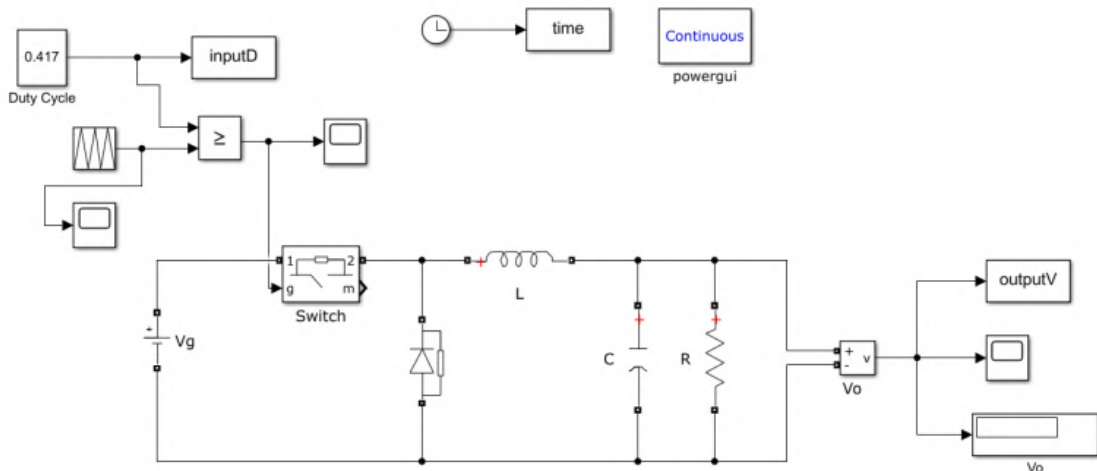 time
Continuous
powergui
0.417
Duty Cycle
inputD
≥
1 2
g m
Switch
L
Vg
C
R
+
-
v
Vo
outputV
Vo